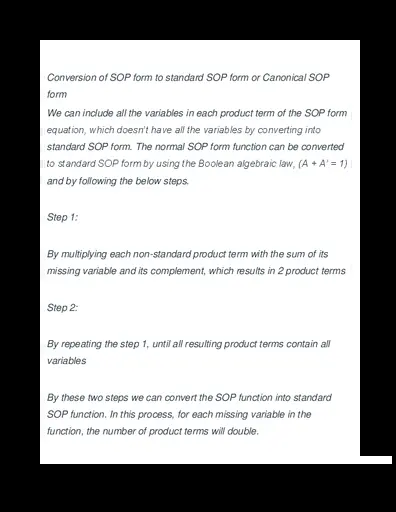 Conversion of SOP form to standard SOP form or Canonical SOP
form
We can include all the variables in each product term of the SOP form
equation, which doesn't have all the variables by converting into
standard SOP form. The normal SOP form function can be converted
to standard SOP form by using the Boolean algebraic law, (A + A' = 1)
and by following the below steps.
Step 1:
By multiplying each non-standard product term with the sum of its
missing variable and its complement, which results in 2 product terms
Step 2:
By repeating the step 1, until all resulting product terms contain all
variables
By these two steps we can convert the SOP function into standard
SOP function. In this process, for each missing variable in the
function, the number of product terms will double.